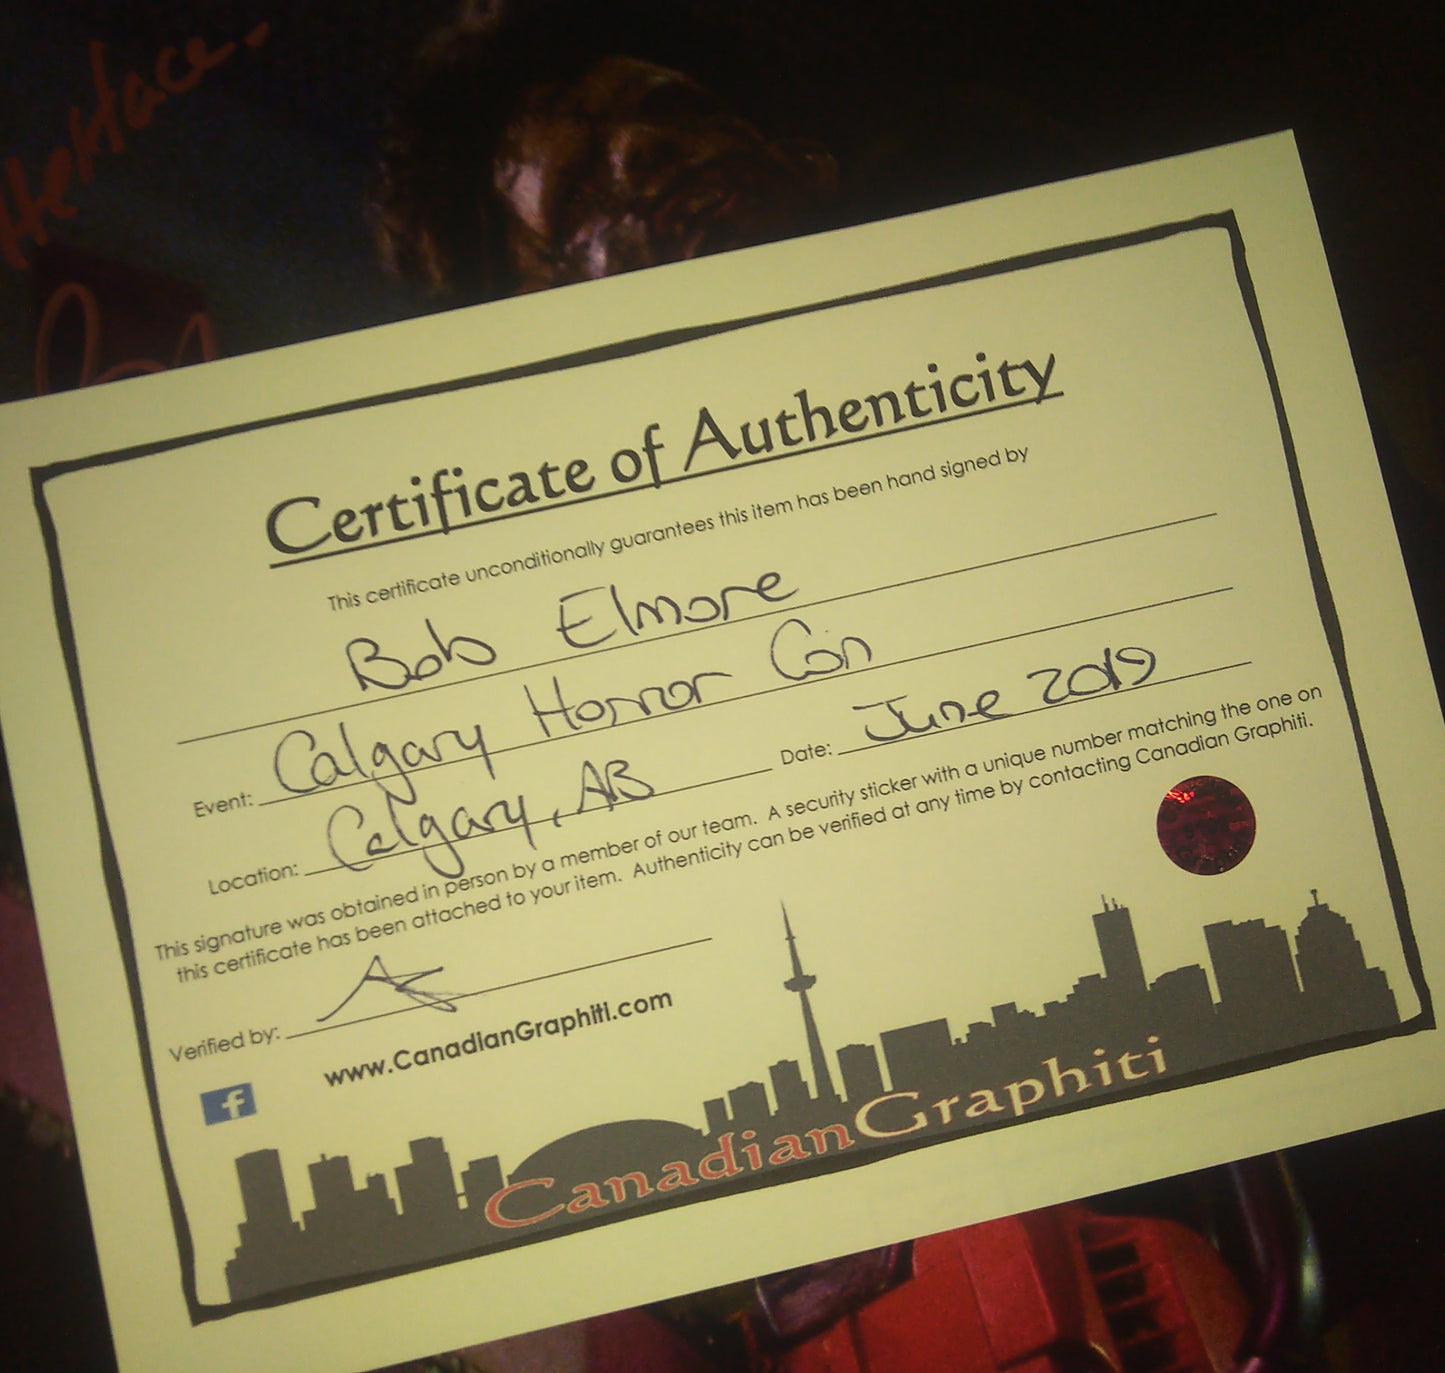 Certificate of Authenticity
This certificate unconditionally guarantees this item has been hand signed by
Bob Elmore
Event: Calgary Horror Con
Location: Calgary, AB Date: June 2019
This signature was obtained in person by a member of our team. A security sticker with a unique number matching the one on
this certificate has been attached to your item. Authenticity can be verified at any time by contacting Canadian Graphiti.
Verified by:
www.CanadianGraphiti.com
f
CanadianGraphiti